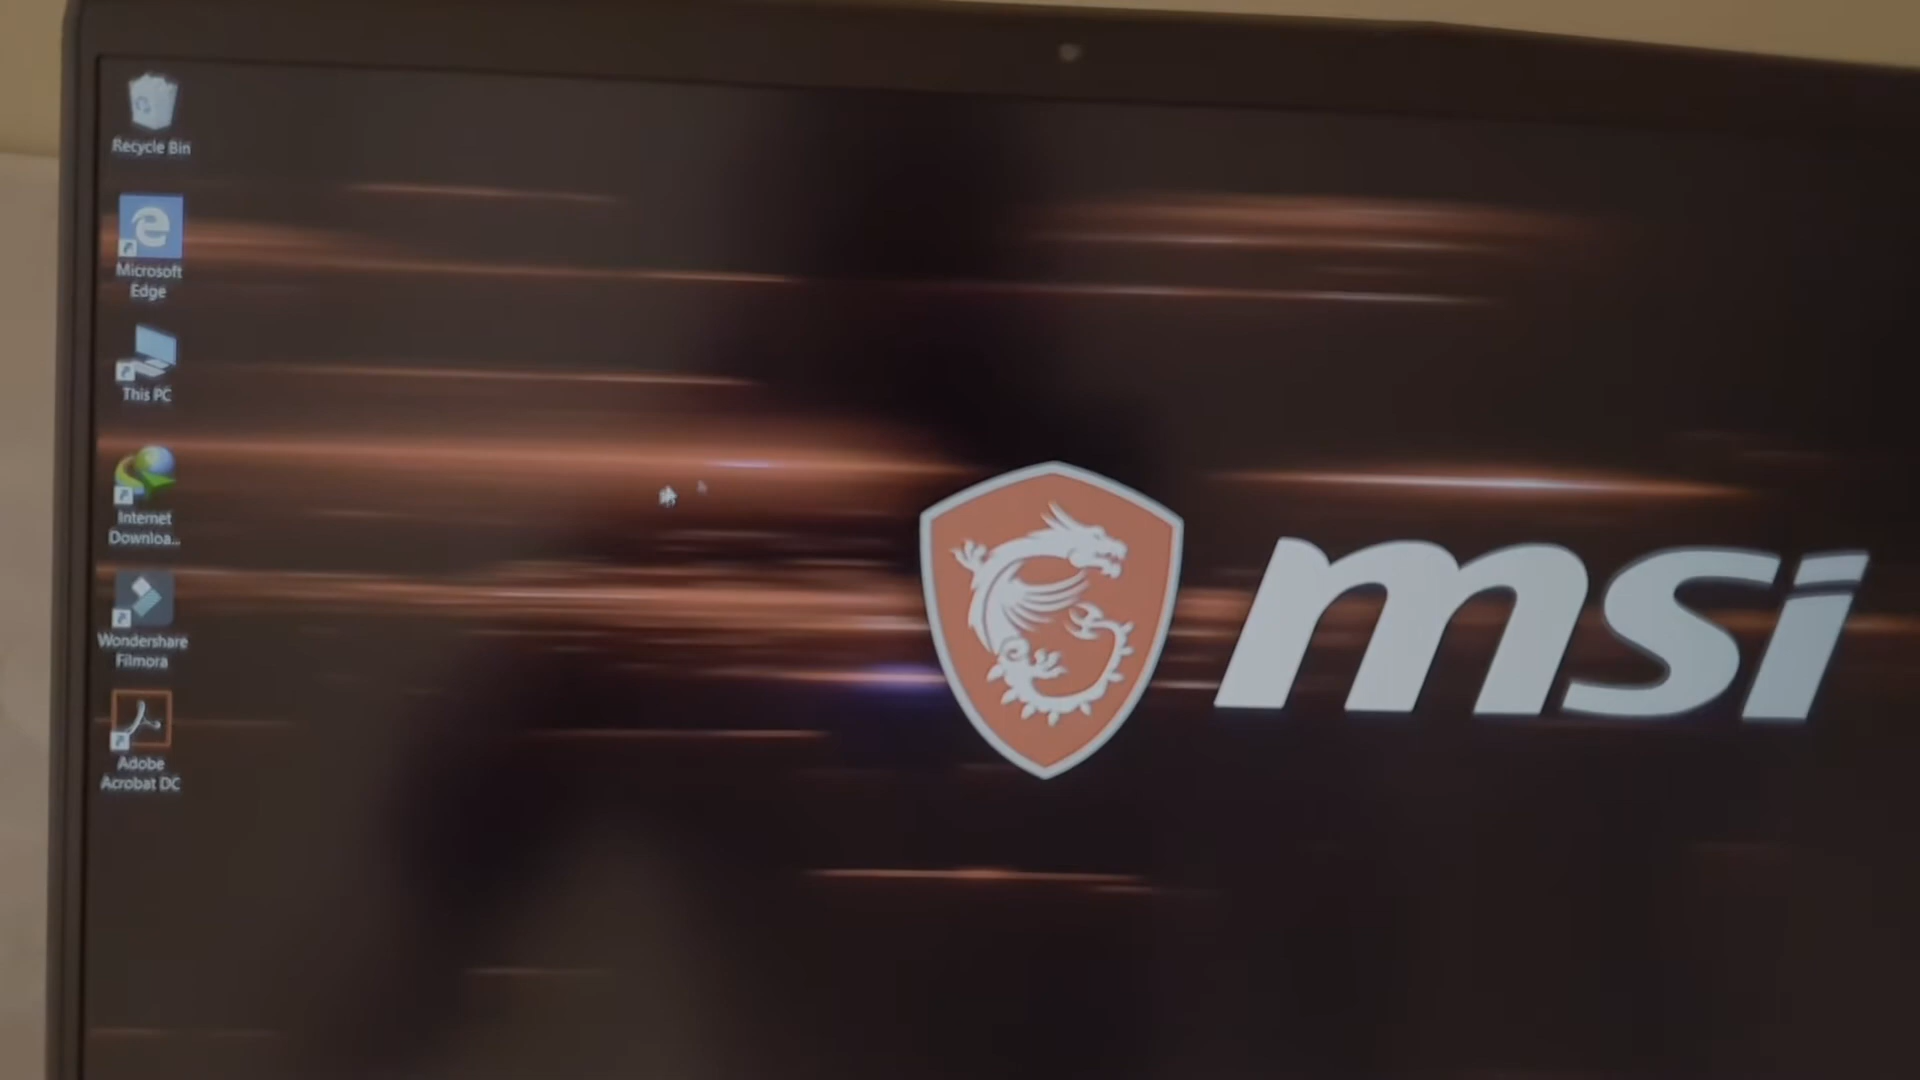 Recycle Bin
Microsoft
Edge
This PC
Internet
Downloa...
Wondershare
Filmora
Adobe
Acrobat DC
msi